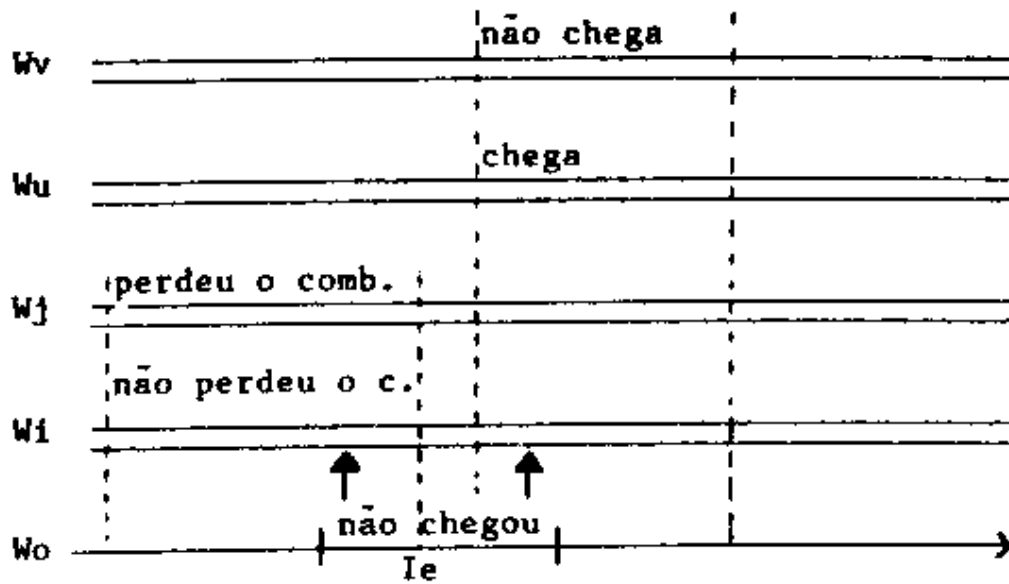 não chega
Wv
chega
Wu
perdeu o comb.
Wj
não perdeu o c.
Wi
não chegou
Wo
Ie